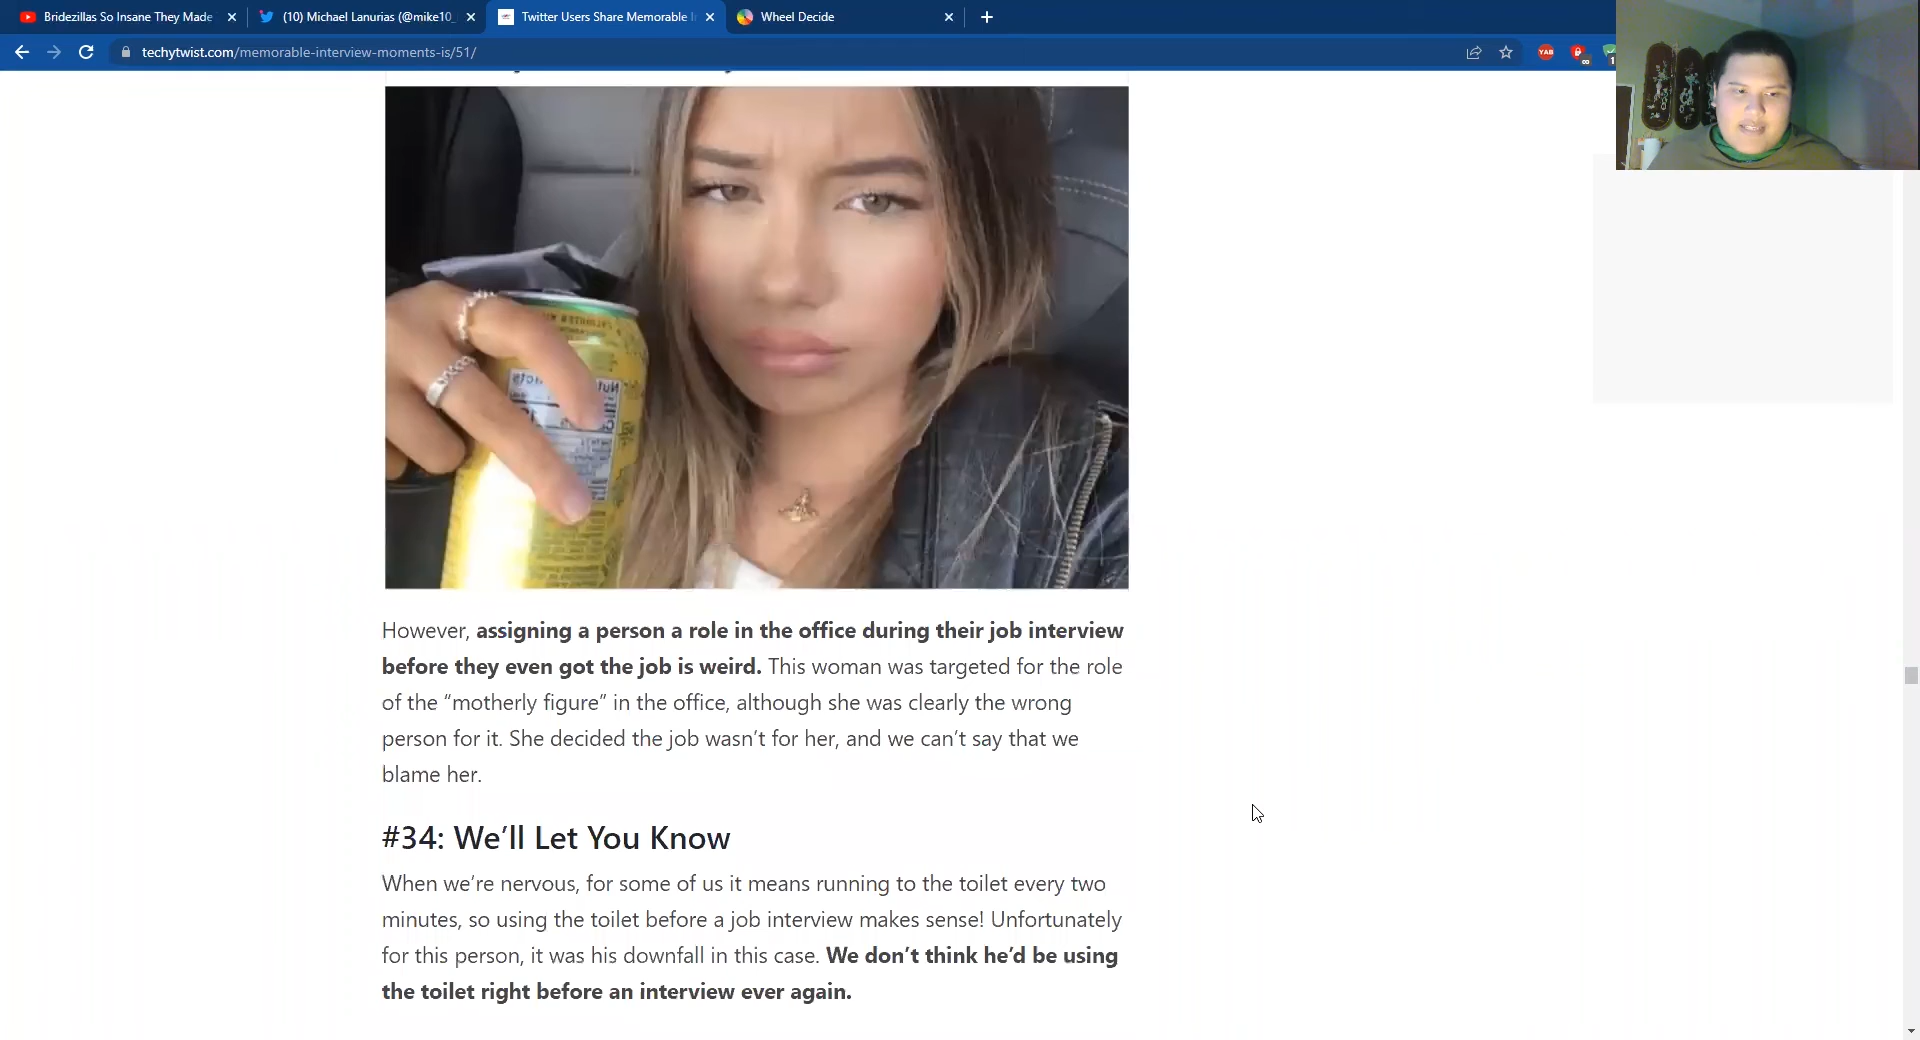 Bridezillas So Insane They Made
(10) Michael Lanurias (@mike10_
Twitter Users Share Memorable I
Wheel Decide
techytwist.com/memorable-interview-moments-is/51/
YAB
However, assigning a person a role in the office during their job interview
before they even got the job is weird. This woman was targeted for the role
of the “motherly figure” in the office, although she was clearly the wrong
person for it. She decided the job wasn’t for her, and we can’t say that we
blame her.
#34: We’ll Let You Know
When we’re nervous, for some of us it means running to the toilet every two
minutes, so using the toilet before a job interview makes sense! Unfortunately
for this person, it was his downfall in this case. We don’t think he’d be using
the toilet right before an interview ever again.